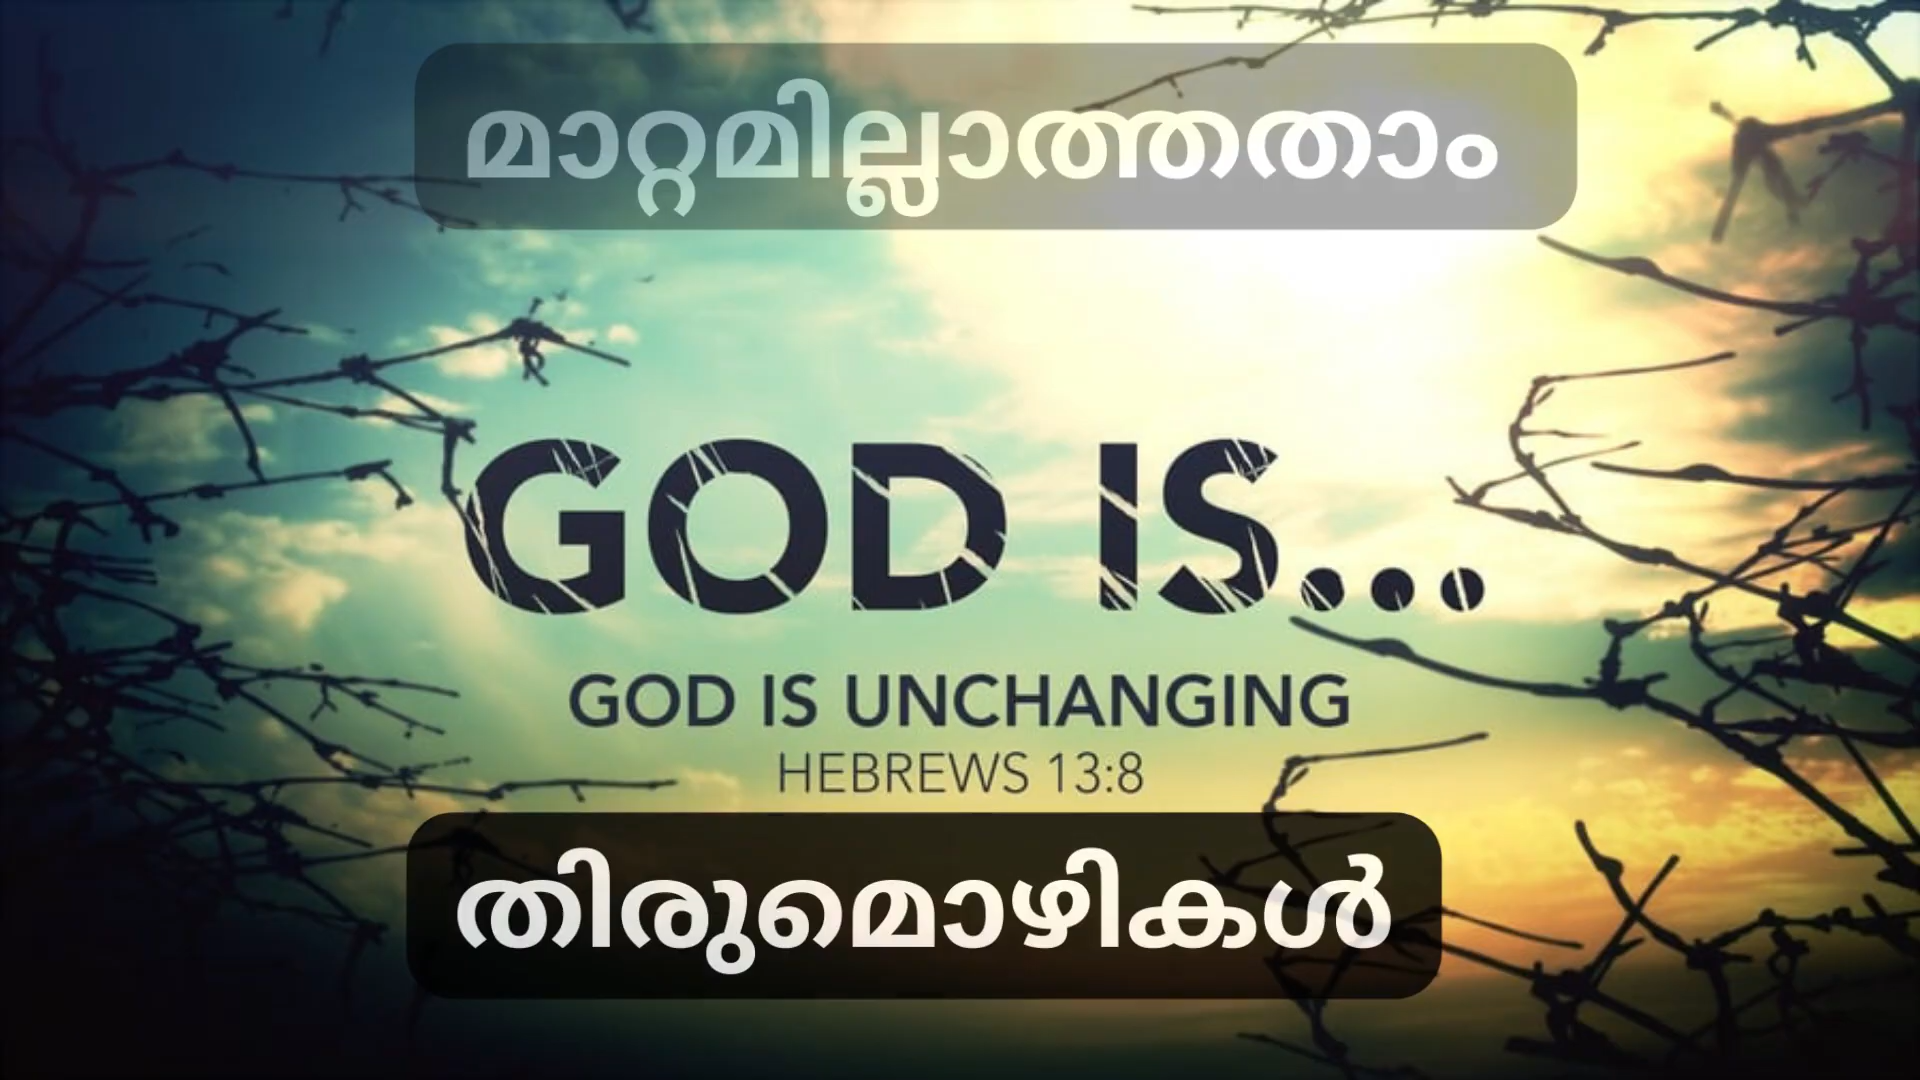 മാറ്റമില്ലാത്തതാം
GOD IS...
GOD IS UNCHANGING
HEBREWS 13:8
തിരുമൊഴികൾ